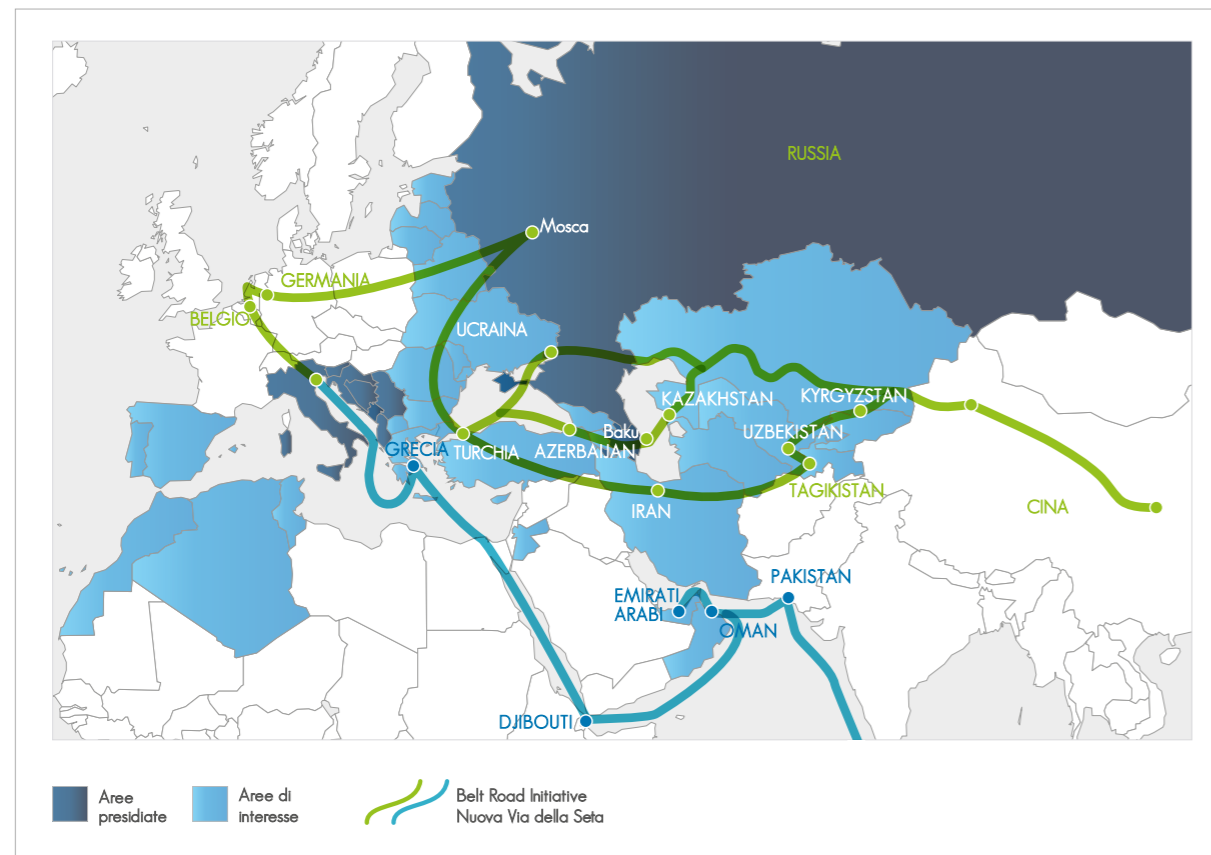 RUSSIA
Mosca
GERMANIA
BELGIO
UCRAINA
KAZAKHSTAN
KYRGYZSTAN
Baku
UZBEKISTAN
GRECIA
TURCHIA
AZERBAIJAN
TAGIKISTAN
IRAN
CINA
PAKISTAN
EMIRATI
ARABI
OMAN
DJIBOUTI
Aree
presidiate
Aree di
interesse
Belt Road Initiative
Nuova Via della Seta